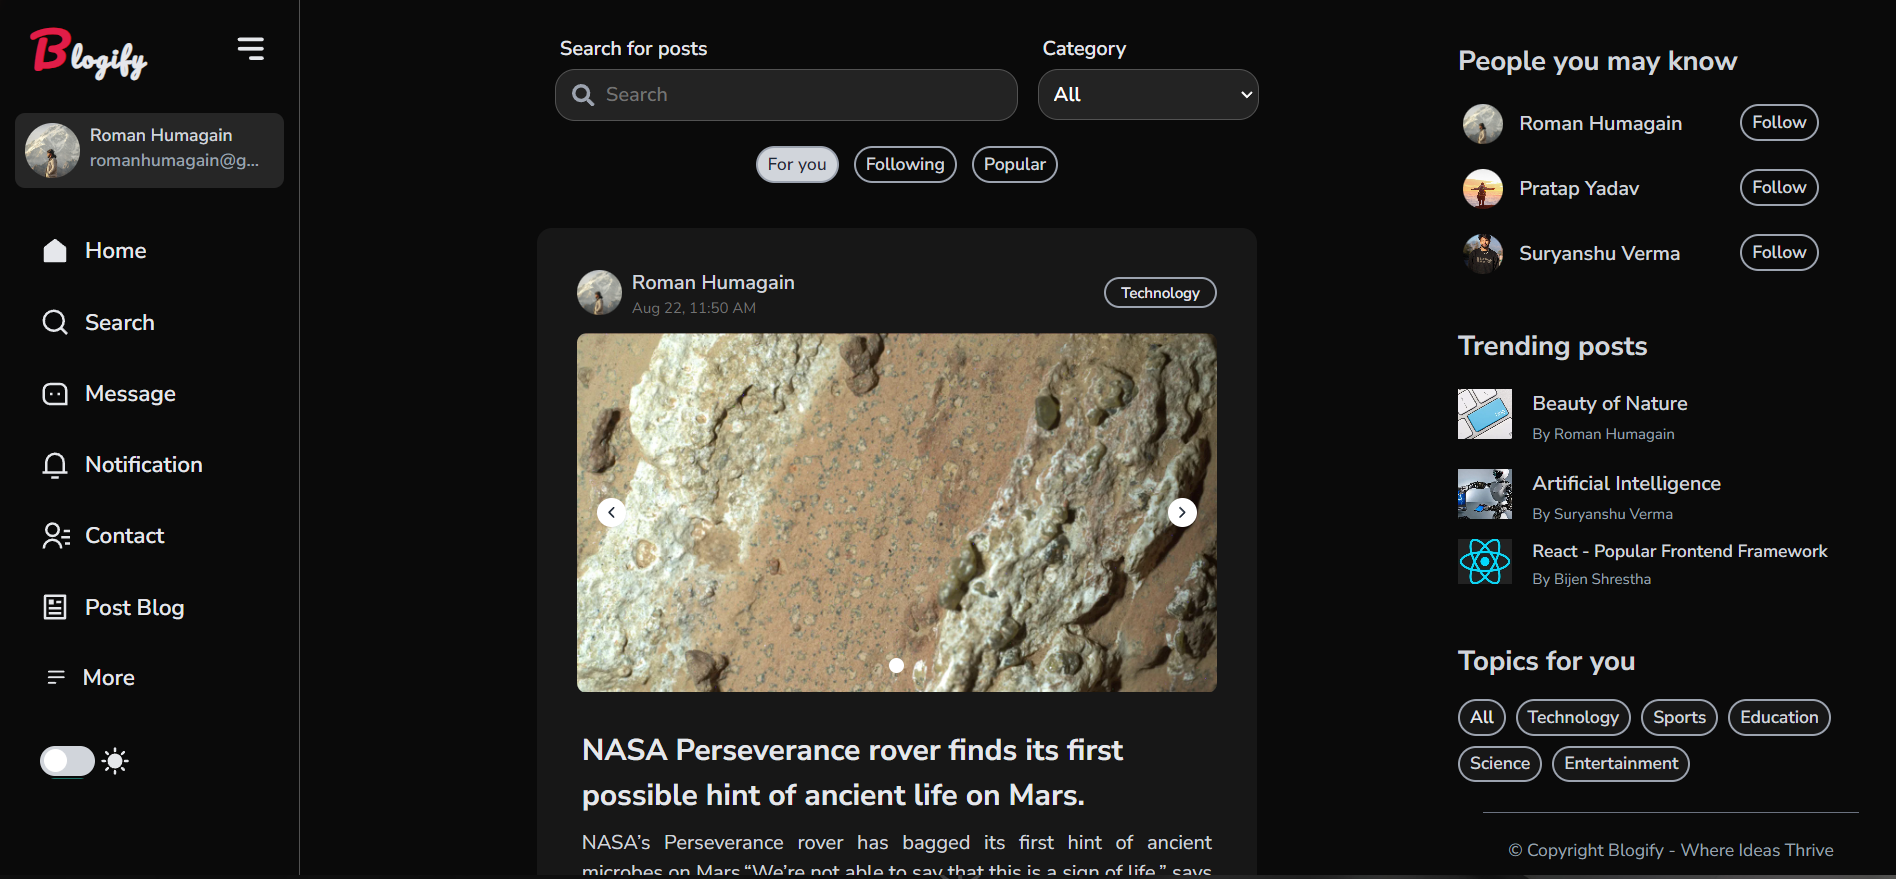 Blogify
Roman Humagain
romanhumagain@g...
Home
Search
Message
Notification
Contact
Post Blog
More
Search for posts
Category
Search
All
For you
Following
Popular
Roman Humagain
Aug 22, 11:50 AM
Technology
NASA Perseverance rover finds its first
possible hint of ancient life on Mars.
NASA’s Perseverance rover has bagged its first hint of ancient
microbes on Mars.“We’re not able to say that this is a sign of life,” says
People you may know
Roman Humagain
Follow
Pratap Yadav
Follow
Suryanshu Verma
Follow
Trending posts
Beauty of Nature
By Roman Humagain
Artificial Intelligence
By Suryanshu Verma
React - Popular Frontend Framework
By Bijen Shrestha
Topics for you
All
Technology
Sports
Education
Science
Entertainment
© Copyright Blogify - Where Ideas Thrive